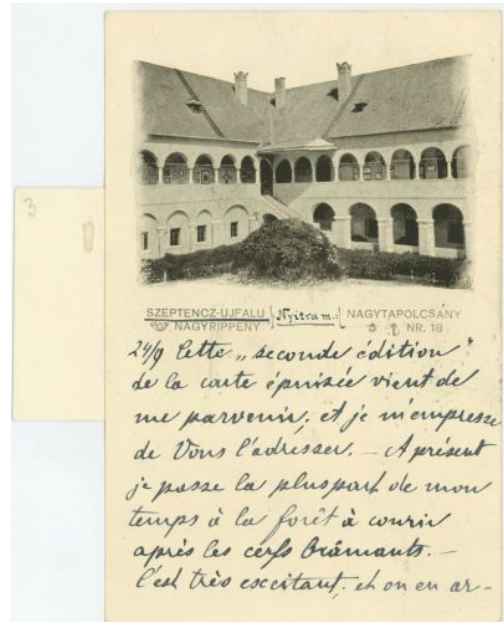 3
SZEPTENCZ-UJFALU
NAGYRIPPÉNY
(Nyitra m.:)
NAGYTAPOLCSÁNY
NR. 18
24/9 Cette „seconde édition"
de la carte épuisée vient de
me parvenir, et je m'empresse
de Vous l'adresser. — A présent
je passe la pluspart de mon
temps à la forêt à courir
après les cerfs brâmants. —
C'est très excitant, et on en ar-